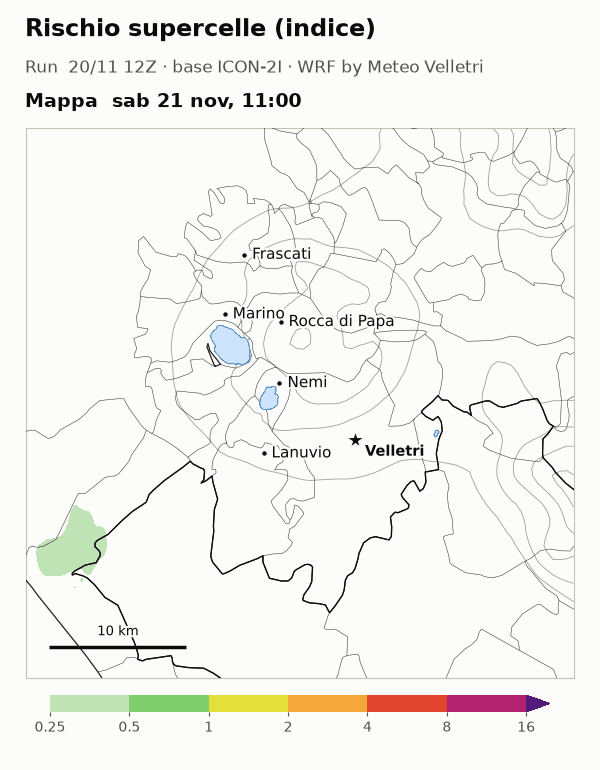 Rischio supercelle (indice)
Run  20/11 12Z · base ICON-2I · WRF by Meteo Velletri
Mappa  sab 21 nov, 11:00
Frascati
Marino
Rocca di Papa
Nemi
Velletri
Lanuvio
10 km
0.25 0.5 1 2 4 8 16